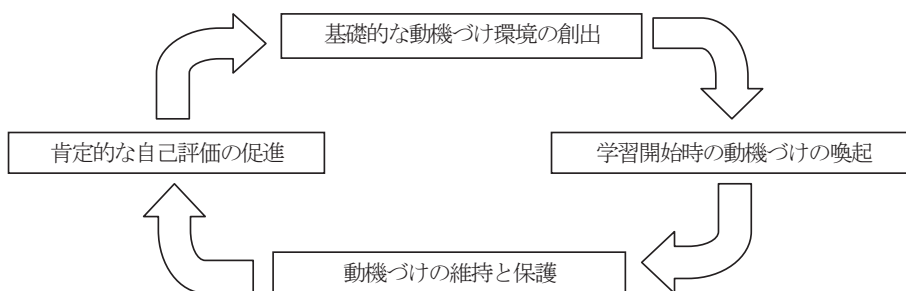 基礎的な動機づけ環境の創出
肯定的な自己評価の促進
学習開始時の動機づけの喚起
動機づけの維持と保護